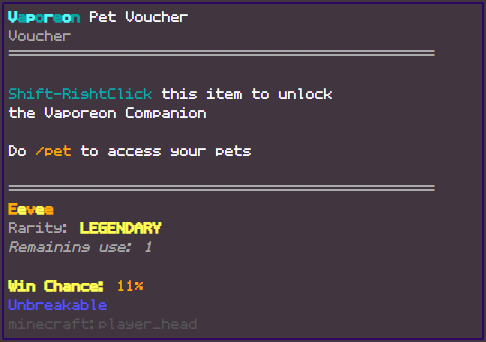 Vaporeon Pet Voucher
Voucher
Shift-RightClick this item to unlock
the Vaporeon Companion
Do /pet to access your pets
Eevee
Rarity: LEGENDARY
Remaining use: 1
Win Chance: 11%
Unbreakable
minecraft:player_head